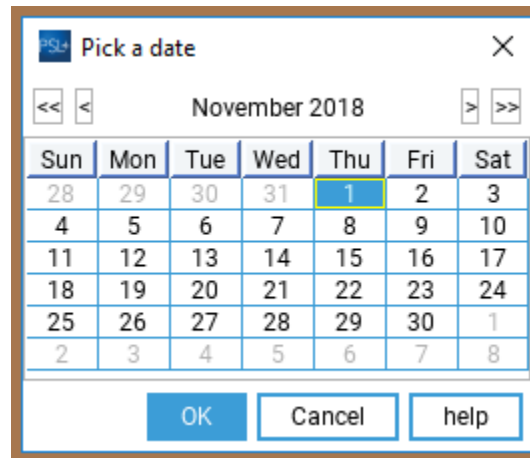 PSL+ Pick a date
<< < November 2018 > >>
Sun Mon Tue Wed Thu Fri Sat
28 29 30 31 1 2 3
4 5 6 7 8 9 10
11 12 13 14 15 16 17
18 19 20 21 22 23 24
25 26 27 28 29 30 1
2 3 4 5 6 7 8
OK Cancel help